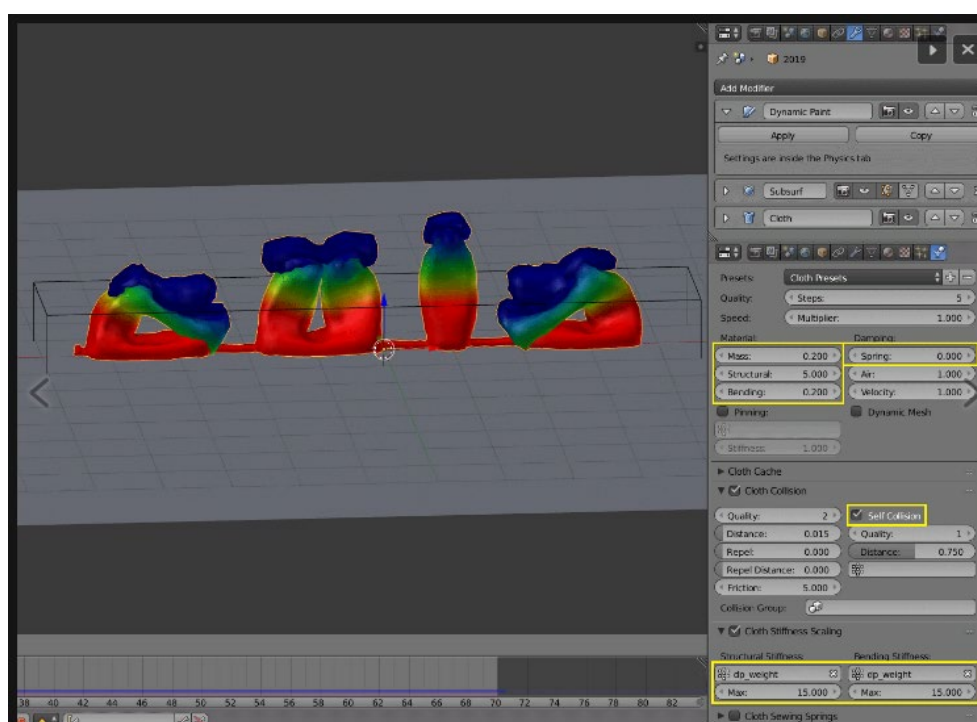 2019
Add Modifier
Dynamic Paint
Apply Copy
Settings are inside the Physics tab
Subsurf
Cloth
Presets: Cloth Presets
Quality: Steps: 5
Speed: Multiplier: 1.000
Material: Damping:
Mass: 0.200 Spring: 0.000
Structural: 5.000 Air: 1.000
Bending: 0.200 Velocity: 1.000
Pinning: Dynamic Mesh
Stiffness: 1.000
Cloth Cache
Cloth Collision
Quality: 2 Self Collision
Distance: 0.015 Quality: 1
Repel: 0.000 Distance: 0.750
Repel Distance: 0.000
Friction: 5.000
Collision Group:
Cloth Stiffness Scaling
Structural Stiffness: Bending Stiffness:
dp_weight dp_weight
Max: 15.000 Max: 15.000
Cloth Sewing Springs
38 40 42 44 46 48 50 52 54 56 58 60 62 64 66 68 70 72 74 76 78 80 82